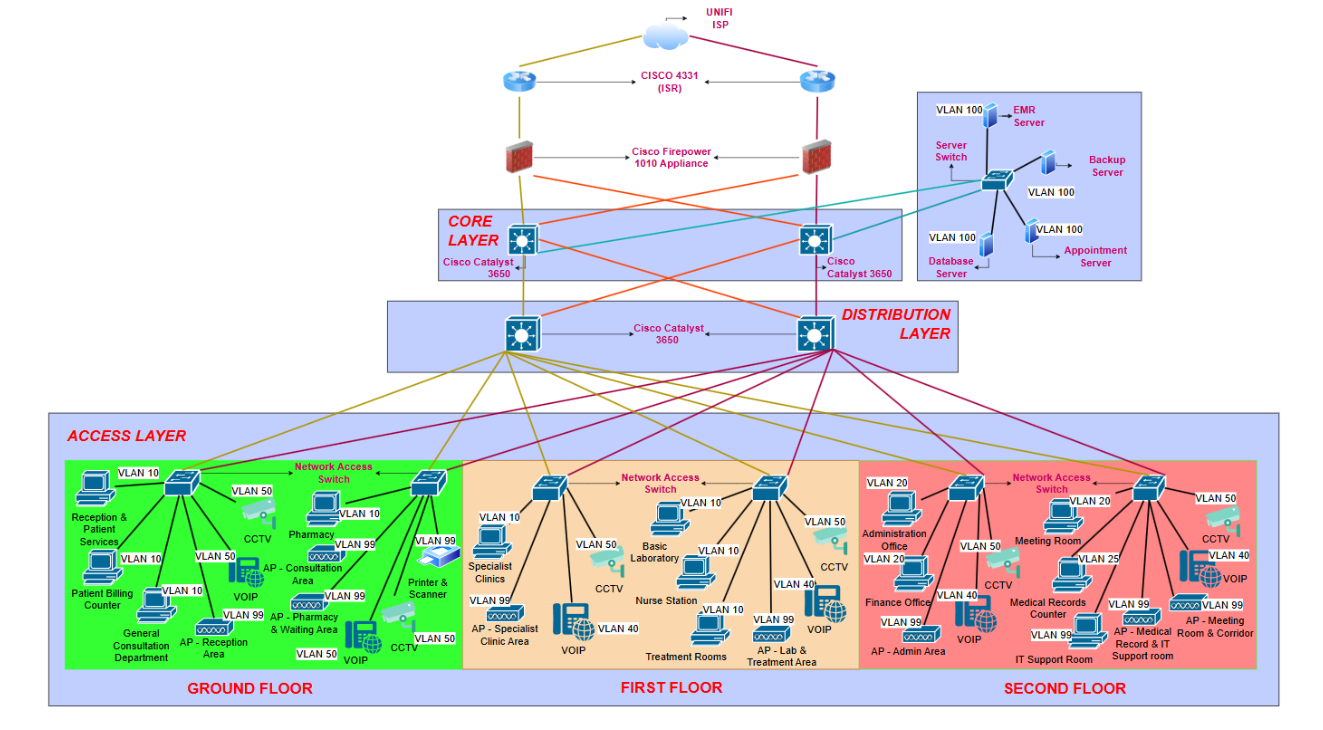 UNIFI
ISP
CISCO 4331
(ISR)
Cisco Firepower
1010 Appliance
VLAN 100
EMR
Server
Server
Switch
Backup
Server
VLAN 100
VLAN 100
VLAN 100
Appointment
Server
Database
Server
CORE
LAYER
Cisco Catalyst
3650
Cisco
Catalyst 3650
DISTRIBUTION
LAYER
Cisco Catalyst
3650
ACCESS LAYER
VLAN 10
Reception &
Patient
Services
VLAN 10
Patient Billing
Counter
VLAN 10
General
Consultation
Department
VLAN 99
AP - Reception
Area
VLAN 50
VOIP
VLAN 50
CCTV
Network Access
Switch
VLAN 10
Pharmacy
VLAN 99
AP - Consultation
Area
VLAN 99
AP - Pharmacy
& Waiting Area
VLAN 50
VOIP
VLAN 50
CCTV
VLAN 99
Printer &
Scanner
GROUND FLOOR
VLAN 10
Specialist
Clinics
VLAN 99
AP - Specialist
Clinic Area
VLAN 40
VOIP
VLAN 50
CCTV
Network Access
Switch
VLAN 10
Basic
Laboratory
VLAN 10
Nurse Station
VLAN 10
Treatment Rooms
VLAN 99
AP - Lab &
Treatment Area
VLAN 40
VOIP
VLAN 50
CCTV
FIRST FLOOR
VLAN 20
Administration
Office
VLAN 20
Finance Office
VLAN 99
AP - Admin Area
VLAN 40
VOIP
VLAN 50
CCTV
Network Access
Switch
VLAN 20
Meeting Room
VLAN 25
Medical Records
Counter
VLAN 99
IT Support Room
VLAN 99
AP - Medical
Record & IT
Support room
VLAN 99
AP - Meeting
Room & Corridor
VLAN 40
VOIP
VLAN 50
CCTV
SECOND FLOOR